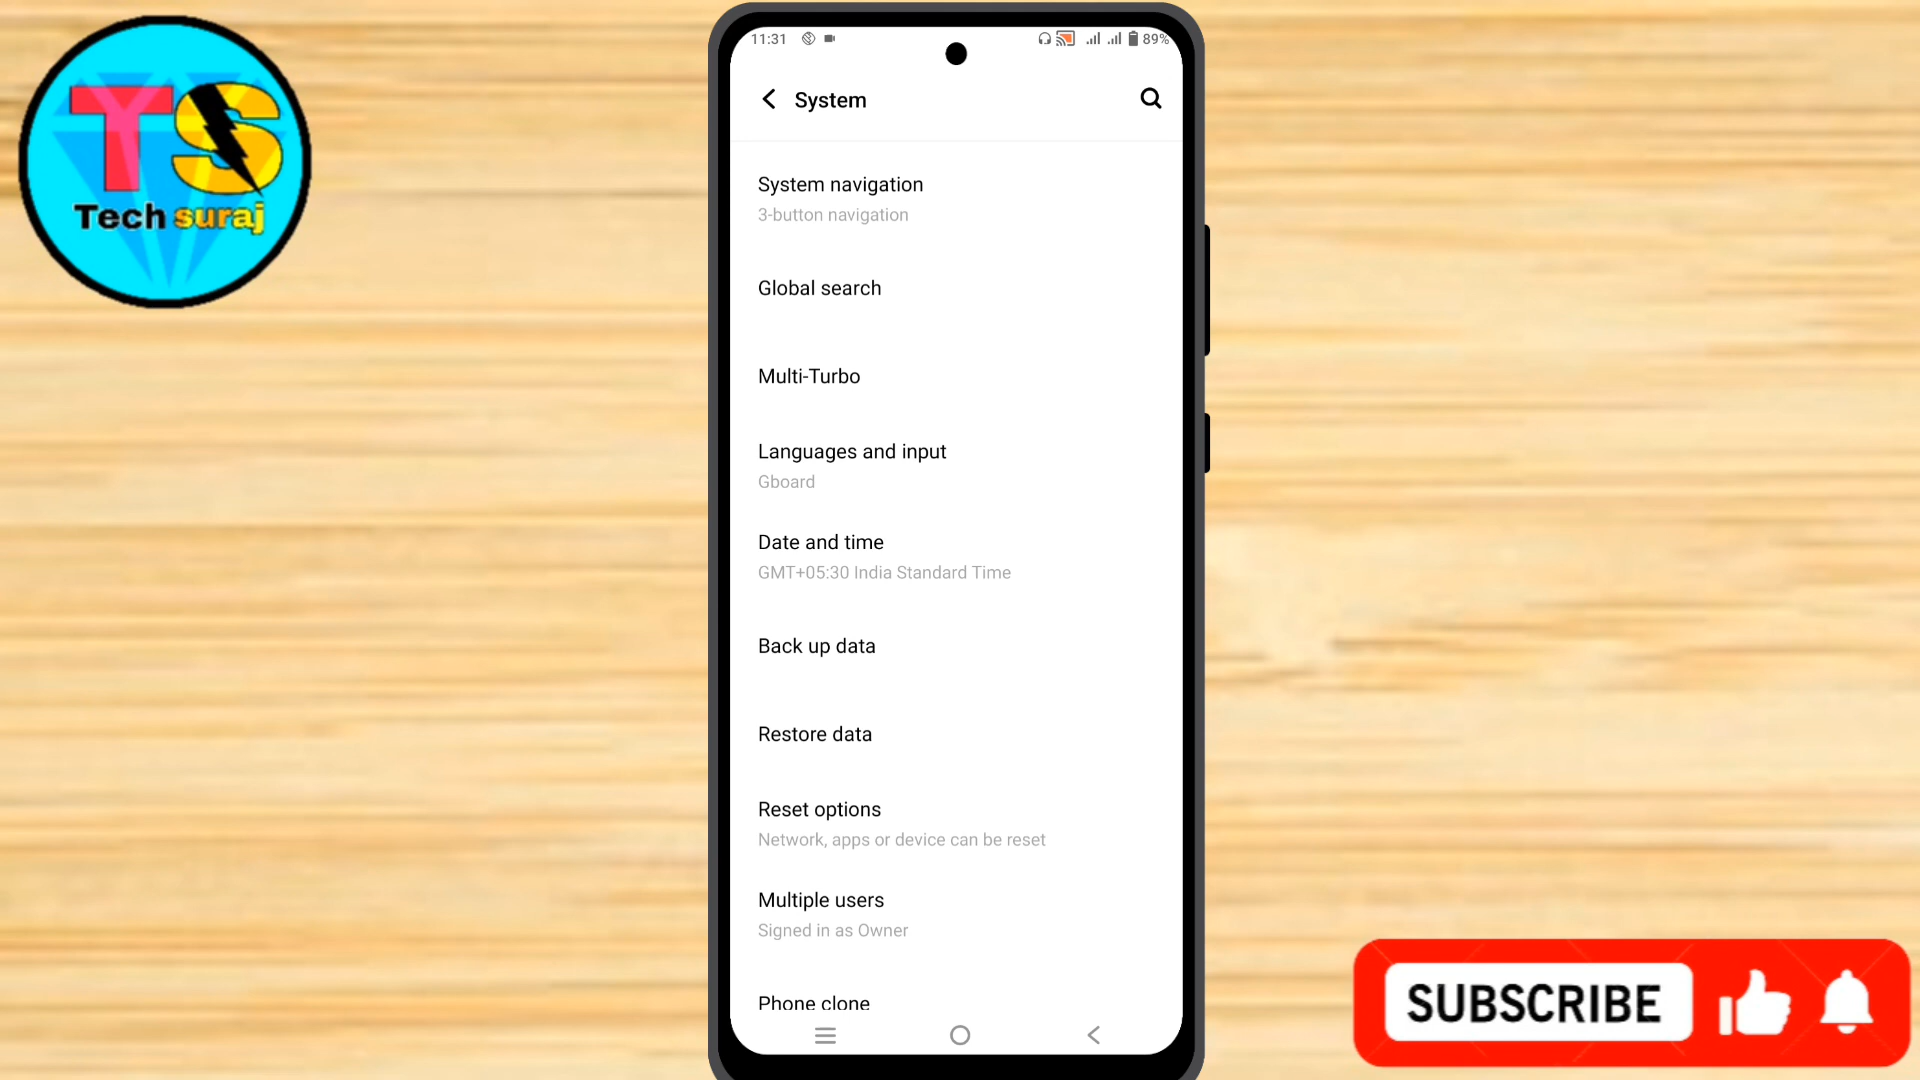 TS
Tech suraj
11:31
89%
System
System navigation
3-button navigation
Global search
Multi-Turbo
Languages and input
Gboard
Date and time
GMT+05:30 India Standard Time
Back up data
Restore data
Reset options
Network, apps or device can be reset
Multiple users
Signed in as Owner
Phone clone
SUBSCRIBE